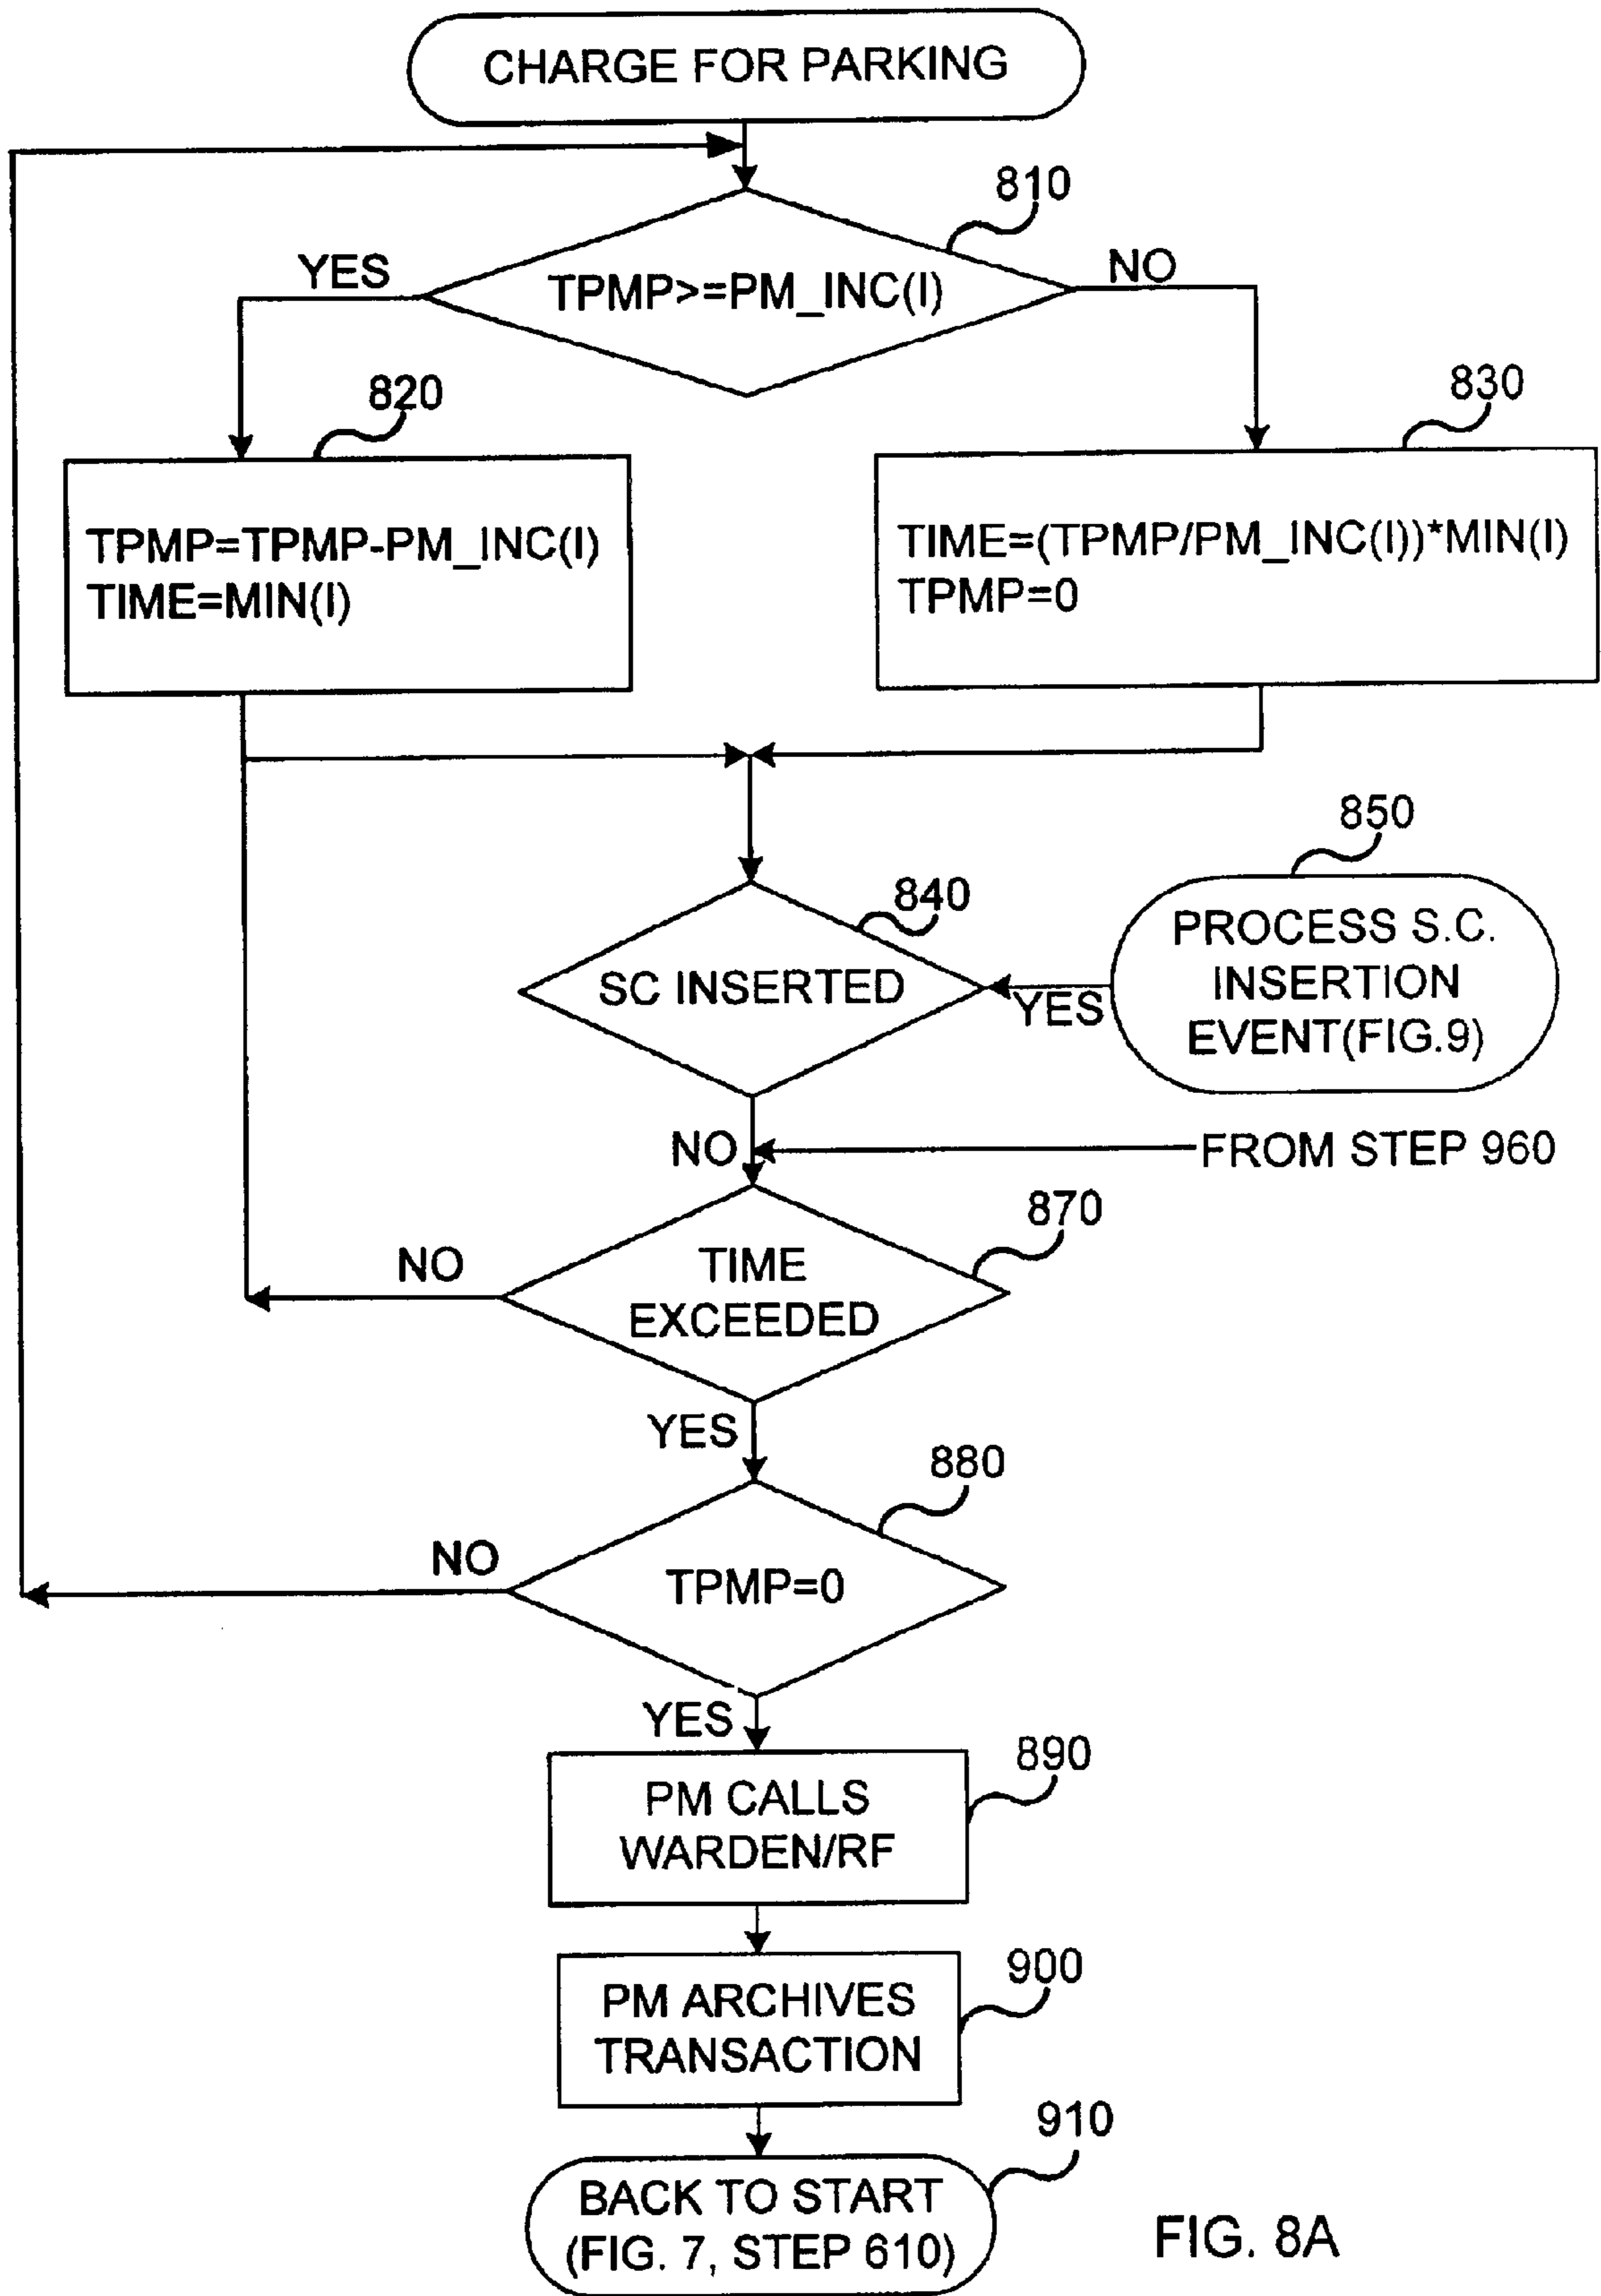 CHARGE FOR PARKING
810
YES
TPMP>=PM_INC(I)
NO
820
830
TPMP=TPMP-PM_INC(I)
TIME=MIN(I)
TIME=(TPMP/PM_INC(I))*MIN(I)
TPMP=0
840
SC INSERTED
YES
850
PROCESS S.C.
INSERTION
EVENT(FIG.9)
NO
FROM STEP 960
870
NO
TIME
EXCEEDED
YES
880
NO
TPMP=0
YES
890
PM CALLS
WARDEN/RF
900
PM ARCHIVES
TRANSACTION
910
BACK TO START
(FIG. 7, STEP 610)
FIG. 8A